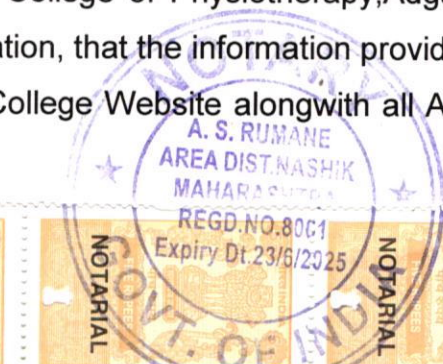 College of Physiotherapy,
ation, that the information provid
College Website alongwith all A
NOTARY
A. S. RUMANE
AREA DIST.NASHIK
MAHARASHTRA
REGD.NO.8001
Expiry Dt.23/6/2025
GOVT. OF INDIA
NOTARIAL
NOTARIAL